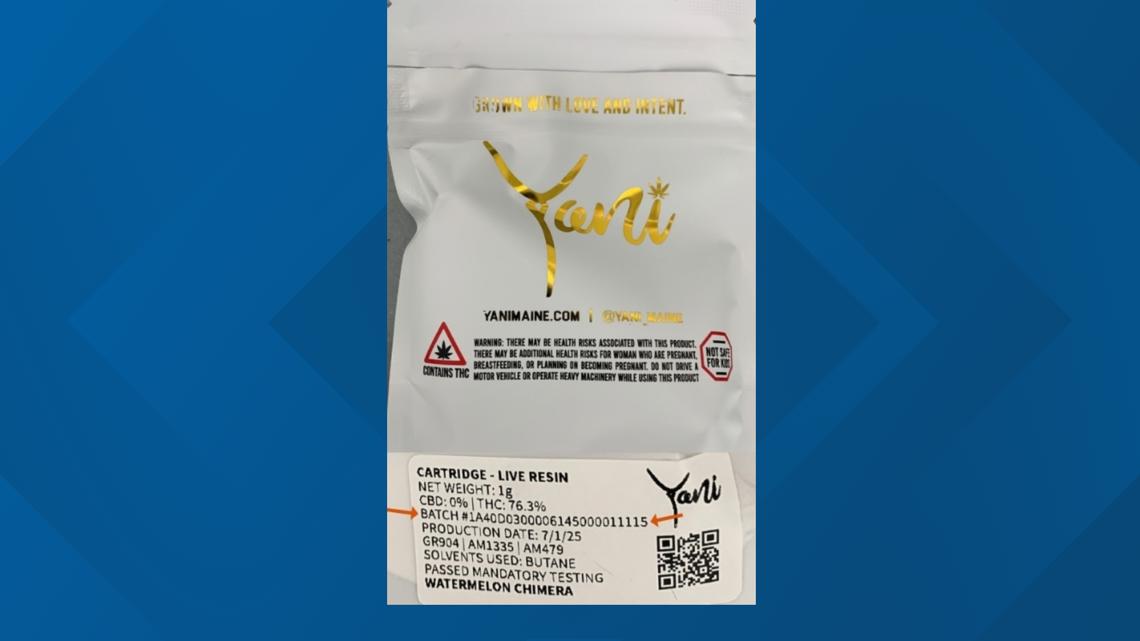 GROWN WITH LOVE AND INTENT.
Yani
YANIMAINE.COM | @YANI_MAINE
WARNING: THERE MAY BE HEALTH RISKS ASSOCIATED WITH THIS PRODUCT.
THERE MAY BE ADDITIONAL HEALTH RISKS FOR WOMAN WHO ARE PREGNANT,
BREASTFEEDING, OR PLANNING ON BECOMING PREGNANT. DO NOT DRIVE A
MOTOR VEHICLE OR OPERATE HEAVY MACHINERY WHILE USING THIS PRODUCT
CONTAINS THC
NOT SAFE
FOR KIDS
CARTRIDGE - LIVE RESIN
NET WEIGHT: 1g
CBD: 0% | THC: 76.3%
BATCH #1A40D0300006145000011115
PRODUCTION DATE: 7/1/25
GR904 | AM1335 | AM479
SOLVENTS USED: BUTANE
PASSED MANDATORY TESTING
WATERMELON CHIMERA
Yani